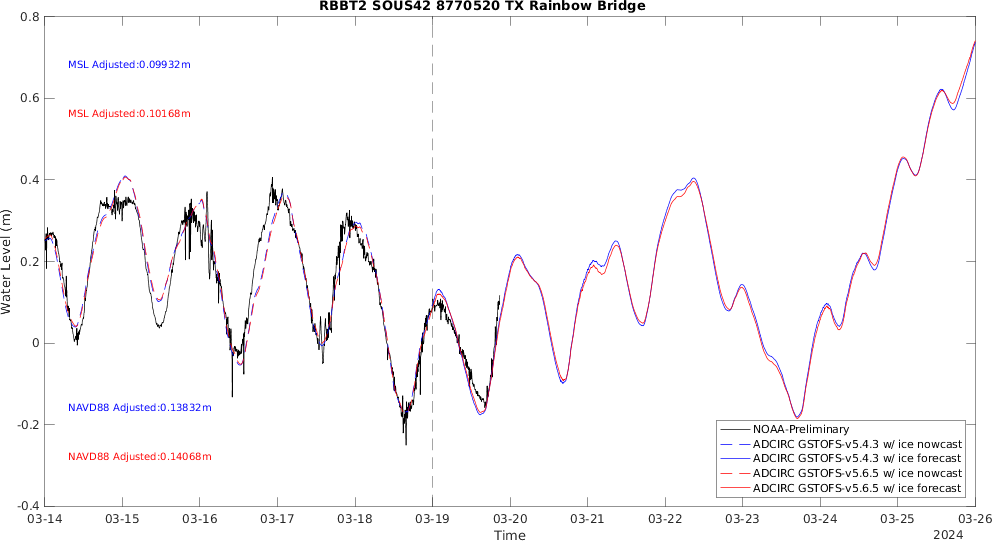 RBBT2 SOUS42 8770520 TX Rainbow Bridge
0.8
0.6
0.4
0.2
0
-0.2
-0.4
Water Level (m)
MSL Adjusted:0.09932m
MSL Adjusted:0.10168m
NAVD88 Adjusted:0.13832m
NAVD88 Adjusted:0.14068m
NOAA-Preliminary
ADCIRC GSTOFS-v5.4.3 w/ ice nowcast
ADCIRC GSTOFS-v5.4.3 w/ ice forecast
ADCIRC GSTOFS-v5.6.5 w/ ice nowcast
ADCIRC GSTOFS-v5.6.5 w/ ice forecast
03-14 03-15 03-16 03-17 03-18 03-19 03-20 03-21 03-22 03-23 03-24 03-25 03-26
Time
2024